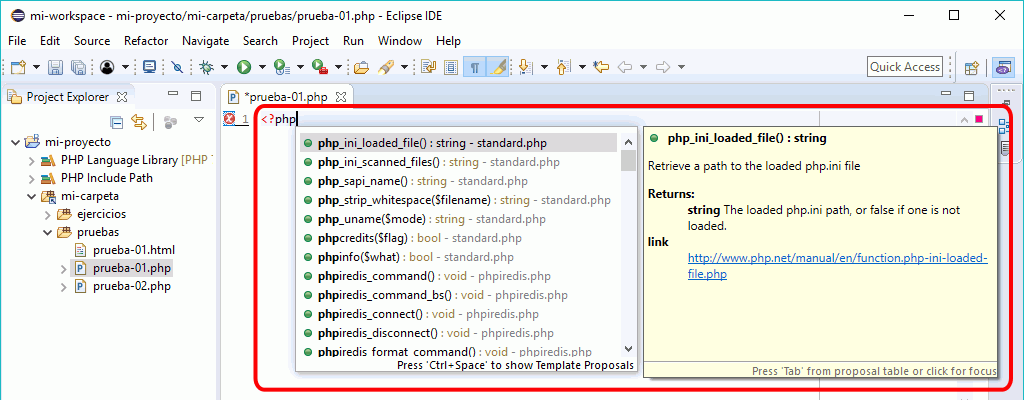 mi-workspace - mi-proyecto/mi-carpeta/pruebas/prueba-01.php - Eclipse IDE
File Edit Source Refactor Navigate Search Project Run Window Help
Quick Access
Project Explorer
*prueba-01.php
mi-proyecto
PHP Language Library [PHP
PHP Include Path
mi-carpeta
ejercicios
pruebas
prueba-01.html
prueba-01.php
prueba-02.php
1 <?php
php_ini_loaded_file() : string - standard.php
php_ini_scanned_files() : string - standard.php
php_sapi_name() : string - standard.php
php_strip_whitespace($filename) : string - standard.php
php_uname($mode) : string - standard.php
phpcredits($flag) : bool - standard.php
phpinfo($what) : bool - standard.php
phpiredis_command() : void - phpiredis.php
phpiredis_command_bs() : void - phpiredis.php
phpiredis_connect() : void - phpiredis.php
phpiredis_disconnect() : void - phpiredis.php
phpiredis_format_command() : void - phpiredis.php
Press 'Ctrl+Space' to show Template Proposals
php_ini_loaded_file() : string
Retrieve a path to the loaded php.ini file
Returns:
string The loaded php.ini path, or false if one is not
loaded.
link
http://www.php.net/manual/en/function.php-ini-loaded-
file.php
Press 'Tab' from proposal table or click for focus